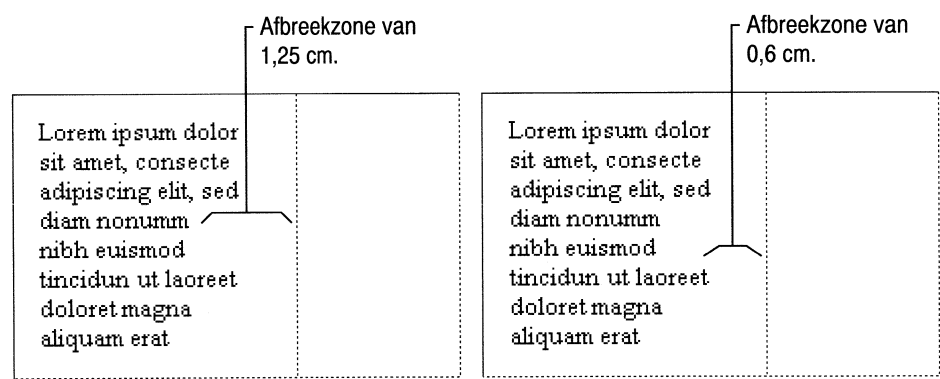 Afbreekzone van
1,25 cm.
Lorem ipsum dolor
sit amet, consecte
adipiscing elit, sed
diam nonumm
nibh euismod
tincidun ut laoreet
doloret magna
aliquam erat
Afbreekzone van
0,6 cm.
Lorem ipsum dolor
sit amet, consecte
adipiscing elit, sed
diam nonumm
nibh euismod
tincidun ut laoreet
doloret magna
aliquam erat